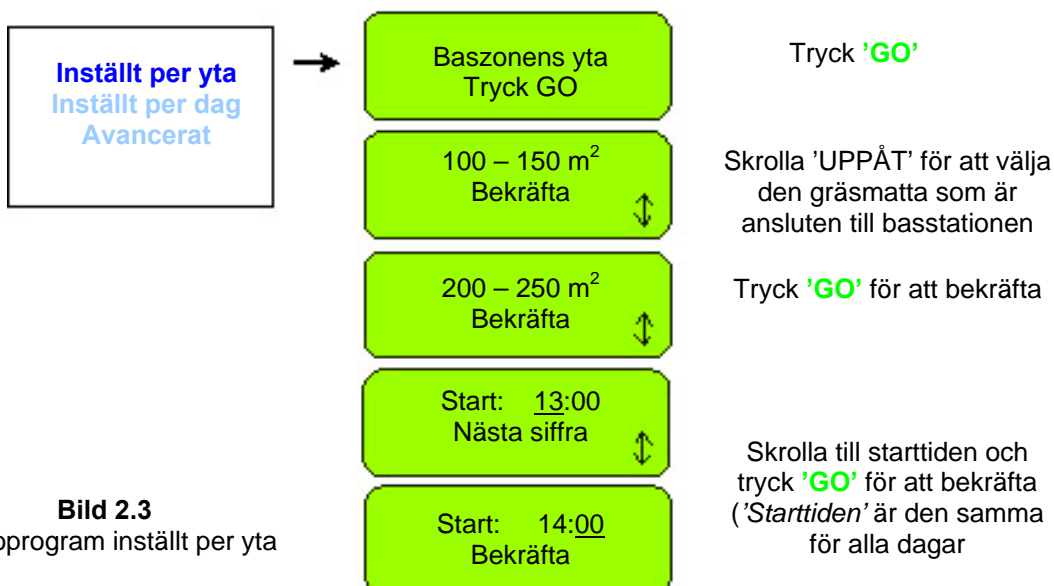 Inställt per yta
Inställt per dag
Avancerat
Baszonens yta
Tryck GO
Tryck 'GO'
100 – 150 m²
Bekräfta
Skrolla 'UPPÅT' för att välja
den gräsmatta som är
ansluten till basstationen
200 – 250 m²
Bekräfta
Tryck 'GO' för att bekräfta
Start: 13:00
Nästa siffra
Skrolla till starttiden och
tryck 'GO' för att bekräfta
('Starttiden' är den samma
för alla dagar
Start: 14:00
Bekräfta
Bild 2.3
program inställt per yta